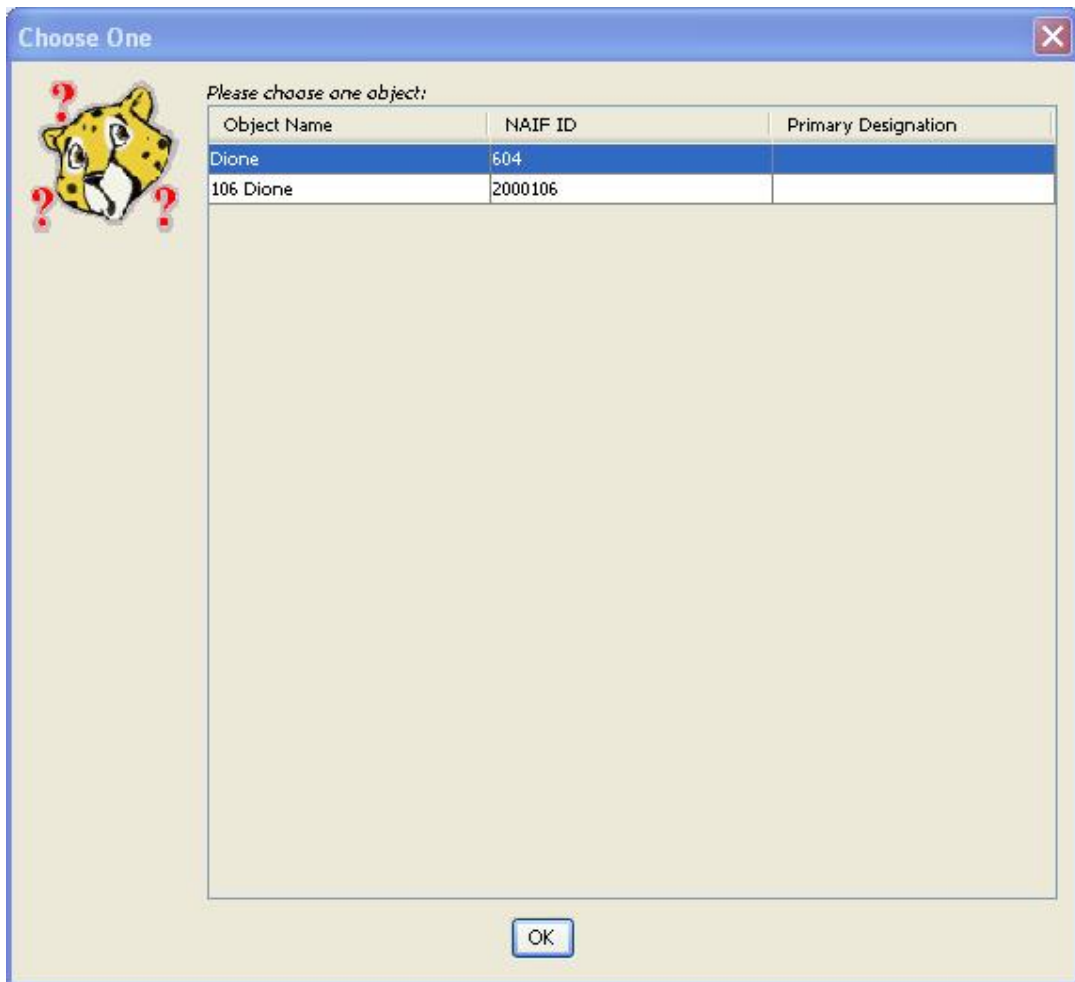 Choose One
Please choose one object:
Object Name NAIF ID Primary Designation
Dione 604
106 Dione 2000106
? ? ?
OK